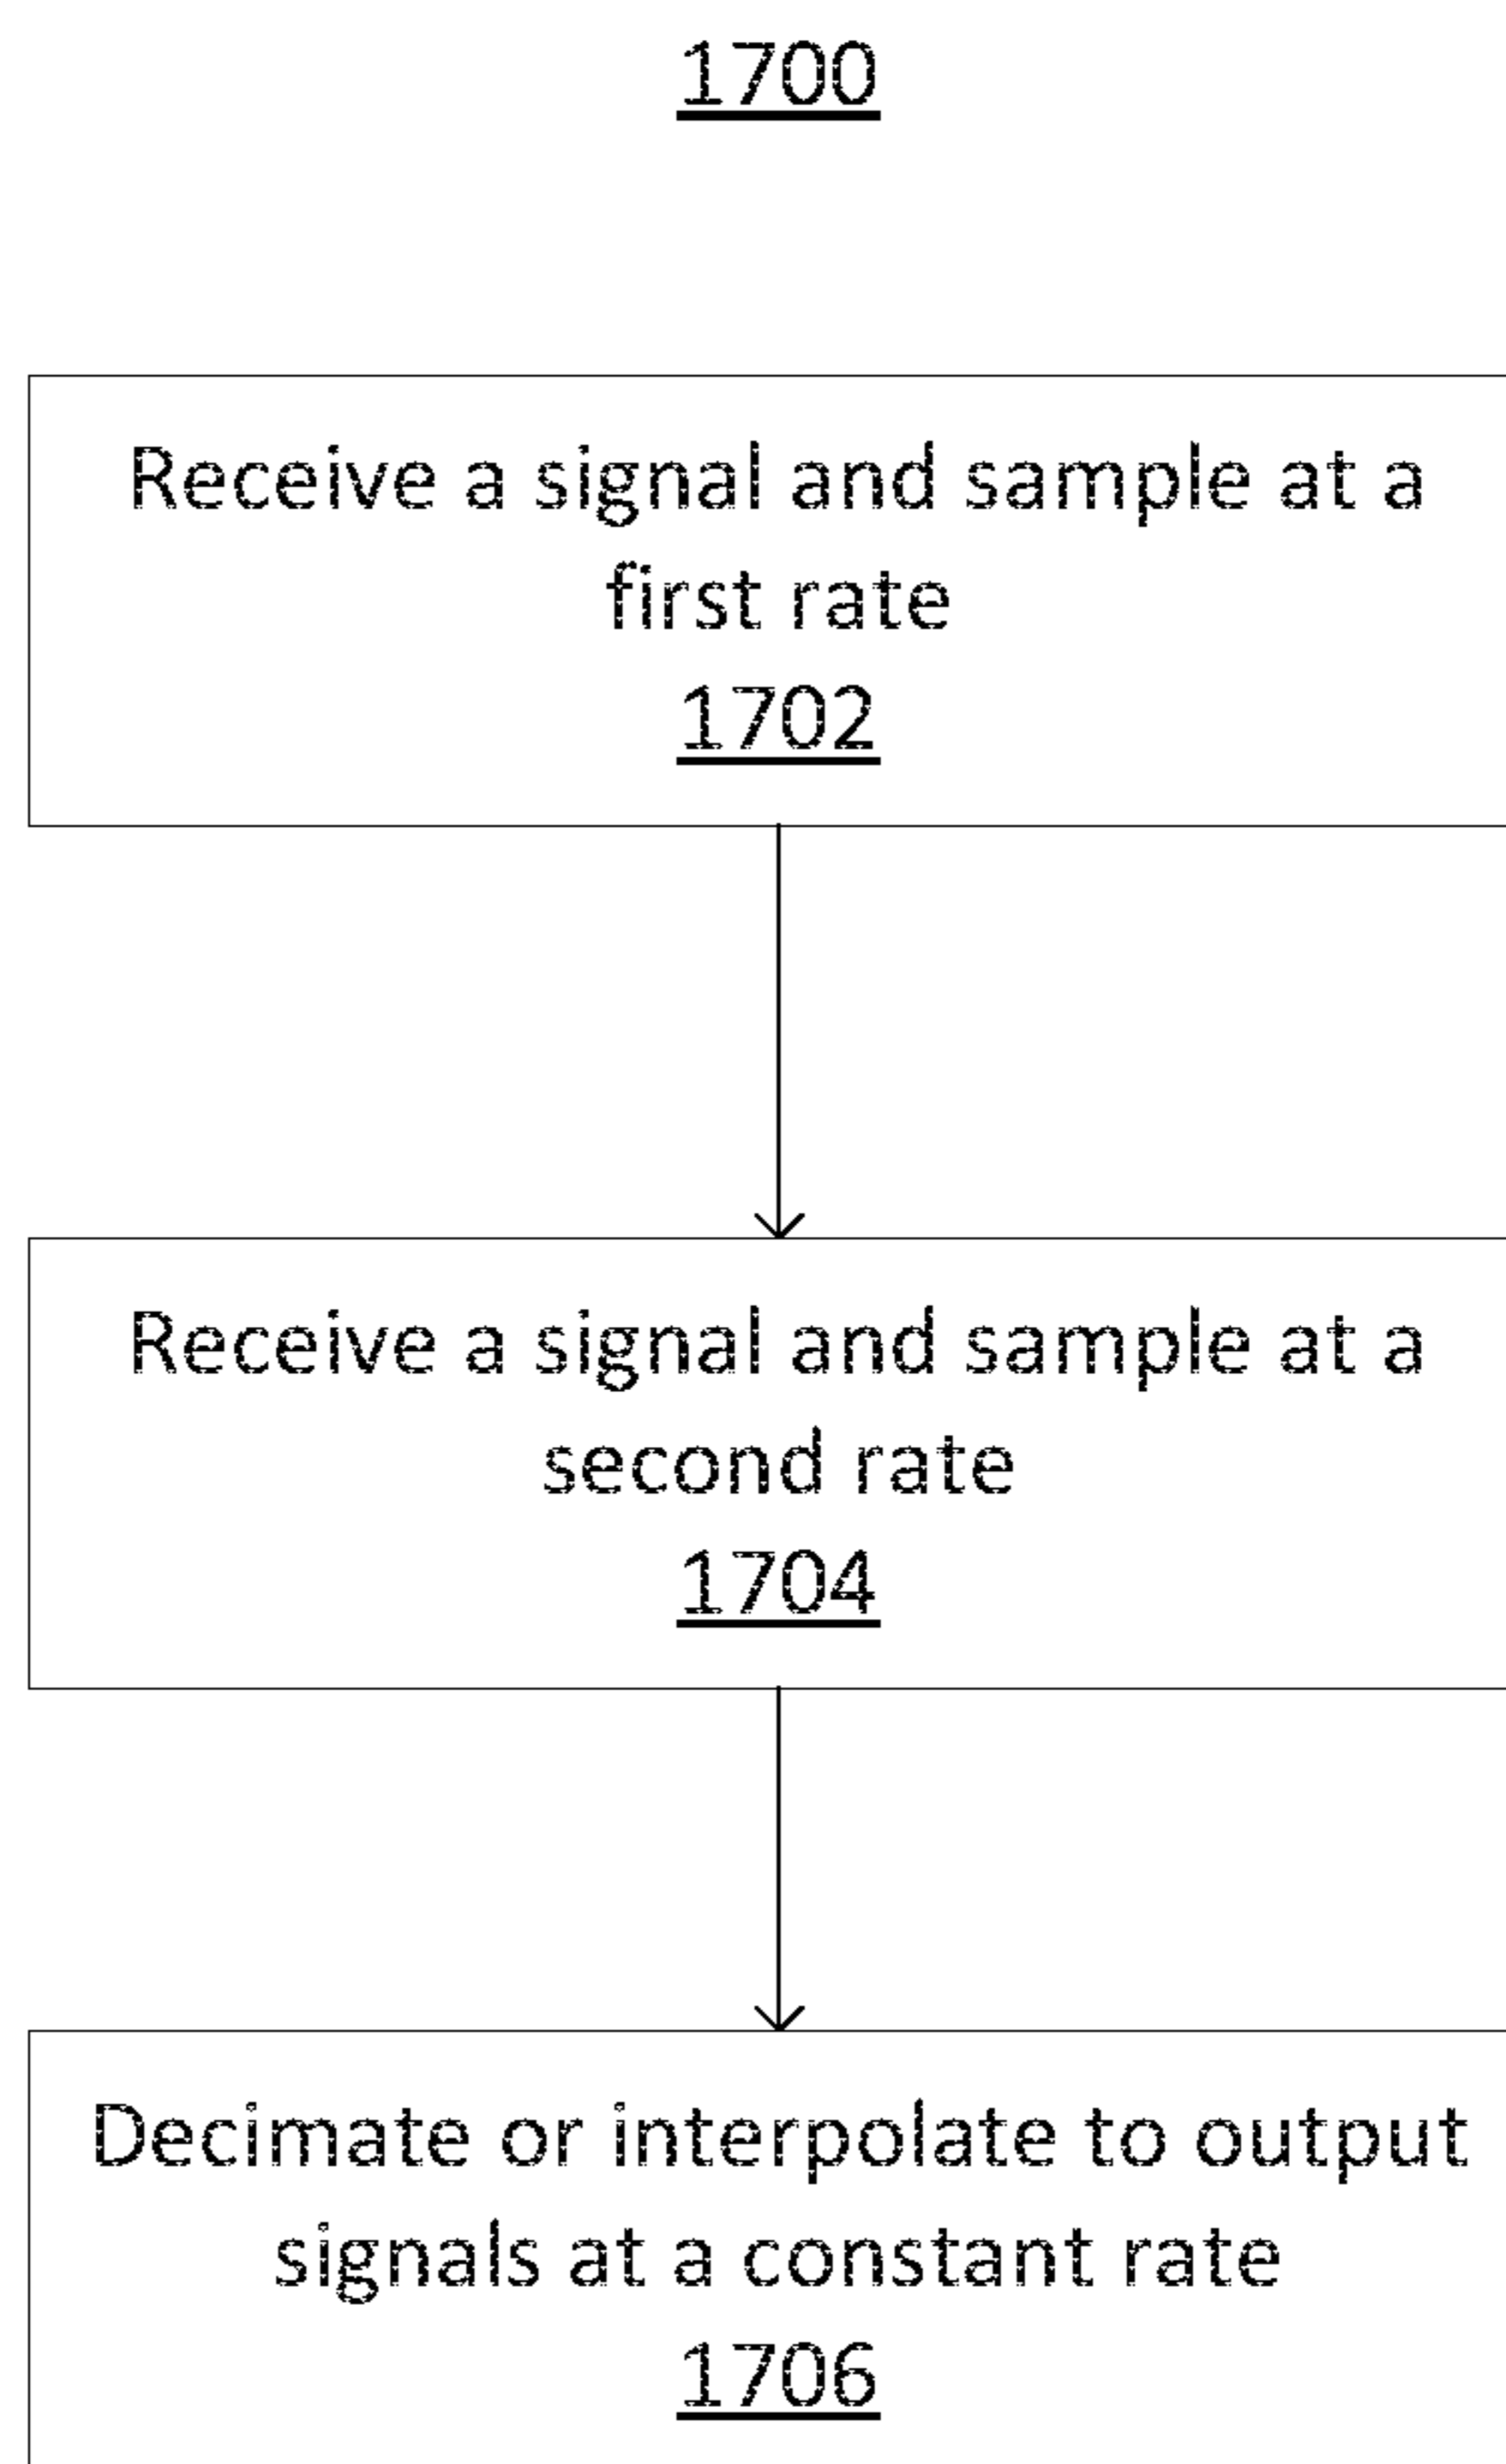 1700
Receive a signal and sample at a
first rate
1702
Receive a signal and sample at a
second rate
1704
Decimate or interpolate to output
signals at a constant rate
1706